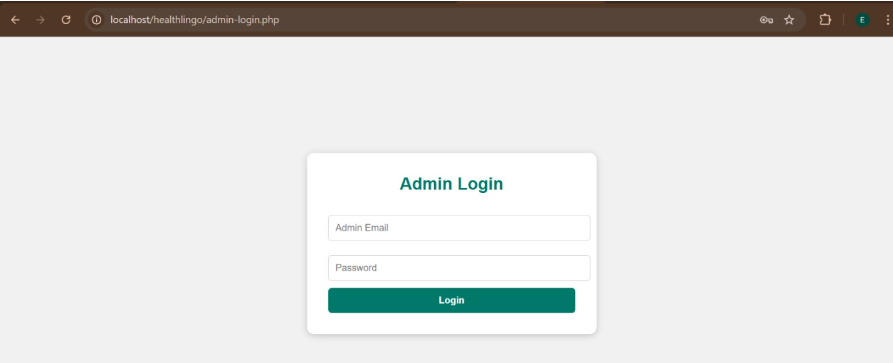 localhost/healthlingo/admin-login.php
E
Admin Login
Admin Email
Password
Login